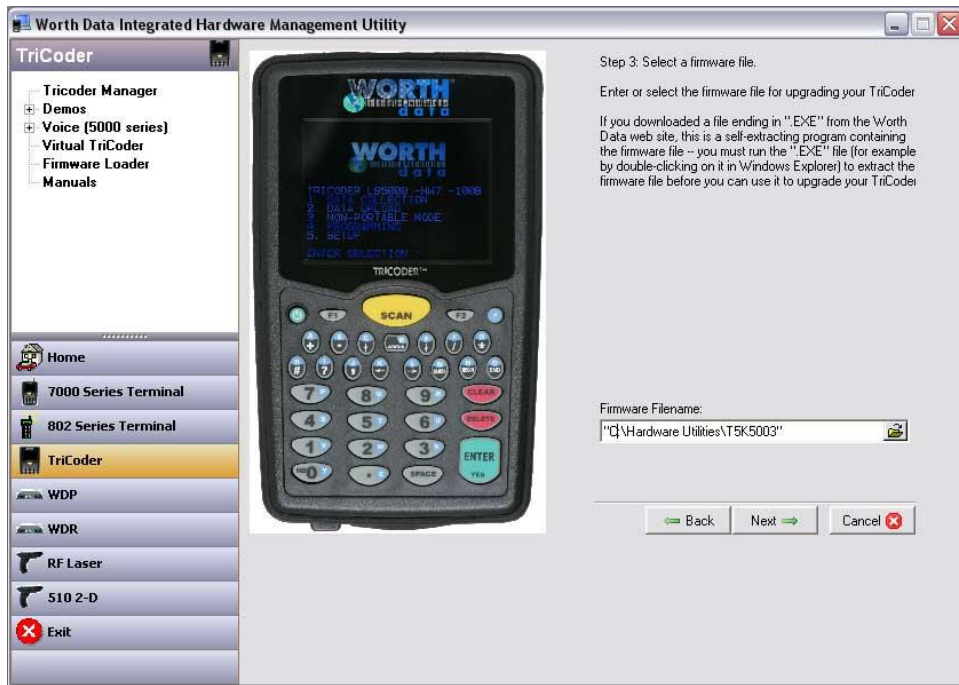 Worth Data Integrated Hardware Management Utility
TriCoder
Tricoder Manager
Demos
Voice (5000 series)
Virtual TriCoder
Firmware Loader
Manuals
Home
7000 Series Terminal
802 Series Terminal
TriCoder
WDP
WDR
RF Laser
510 2-D
Exit
WORTH
data
WORTH
data
TRICODER LS5000 -HW7 -100B
1. DATA COLLECTION
2. DATA UPLOAD
3. NON-PORTABLE MODE
4. PROGRAMMING
5. SETUP
ENTER SELECTION -
TRICODER™
F1
SCAN
F2
+ - /
# ?
END
7 8 9 CLEAR
4 5 6 DELETE
1 2 3 ENTER
0 . SPACE YES
Step 3: Select a firmware file.
Enter or select the firmware file for upgrading your TriCoder
If you downloaded a file ending in ".EXE" from the Worth
Data web site, this is a self-extracting program containing
the firmware file -- you must run the ".EXE" file (for example
by double-clicking on it in Windows Explorer) to extract the
firmware file before you can use it to upgrade your TriCoder
Firmware Filename:
"C:\Hardware Utilities\T5K5003"
Back
Next
Cancel